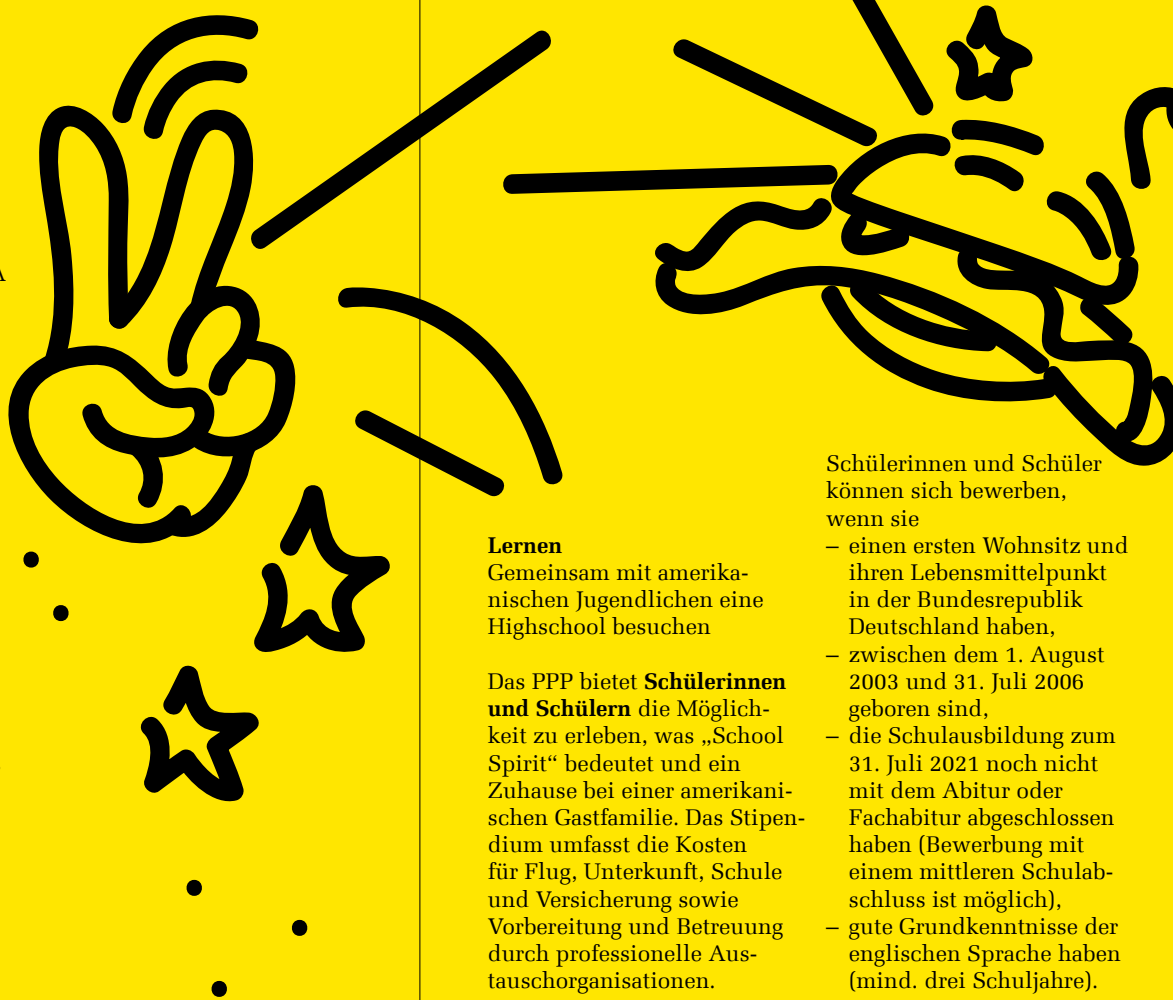 A
Lernen
Gemeinsam mit amerika-
nischen Jugendlichen eine
Highschool besuchen
Das PPP bietet Schülerinnen
und Schülern die Möglich-
keit zu erleben, was „School
Spirit“ bedeutet und ein
Zuhause bei einer amerikani-
schen Gastfamilie. Das Stipen-
dium umfasst die Kosten
für Flug, Unterkunft, Schule
und Versicherung sowie
Vorbereitung und Betreuung
durch professionelle Aus-
tauschorganisationen.
Schülerinnen und Schüler
können sich bewerben,
wenn sie
– einen ersten Wohnsitz und
ihren Lebensmittelpunkt
in der Bundesrepublik
Deutschland haben,
– zwischen dem 1. August
2003 und 31. Juli 2006
geboren sind,
– die Schulausbildung zum
31. Juli 2021 noch nicht
mit dem Abitur oder
Fachabitur abgeschlossen
haben (Bewerbung mit
einem mittleren Schulab-
schluss ist möglich),
– gute Grundkenntnisse der
englischen Sprache haben
(mind. drei Schuljahre).